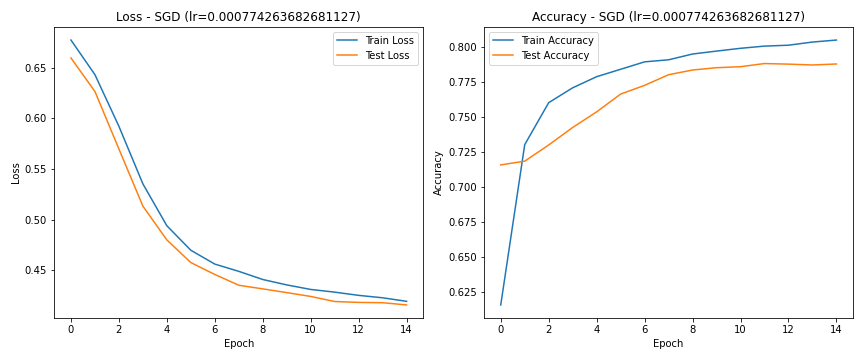 Loss - SGD (lr=0.000774263682681127)
Train Loss
Test Loss
Loss
0.65
0.60
0.55
0.50
0.45
0 2 4 6 8 10 12 14
Epoch
Accuracy - SGD (lr=0.000774263682681127)
Train Accuracy
Test Accuracy
Accuracy
0.800
0.775
0.750
0.725
0.700
0.675
0.650
0.625
0 2 4 6 8 10 12 14
Epoch